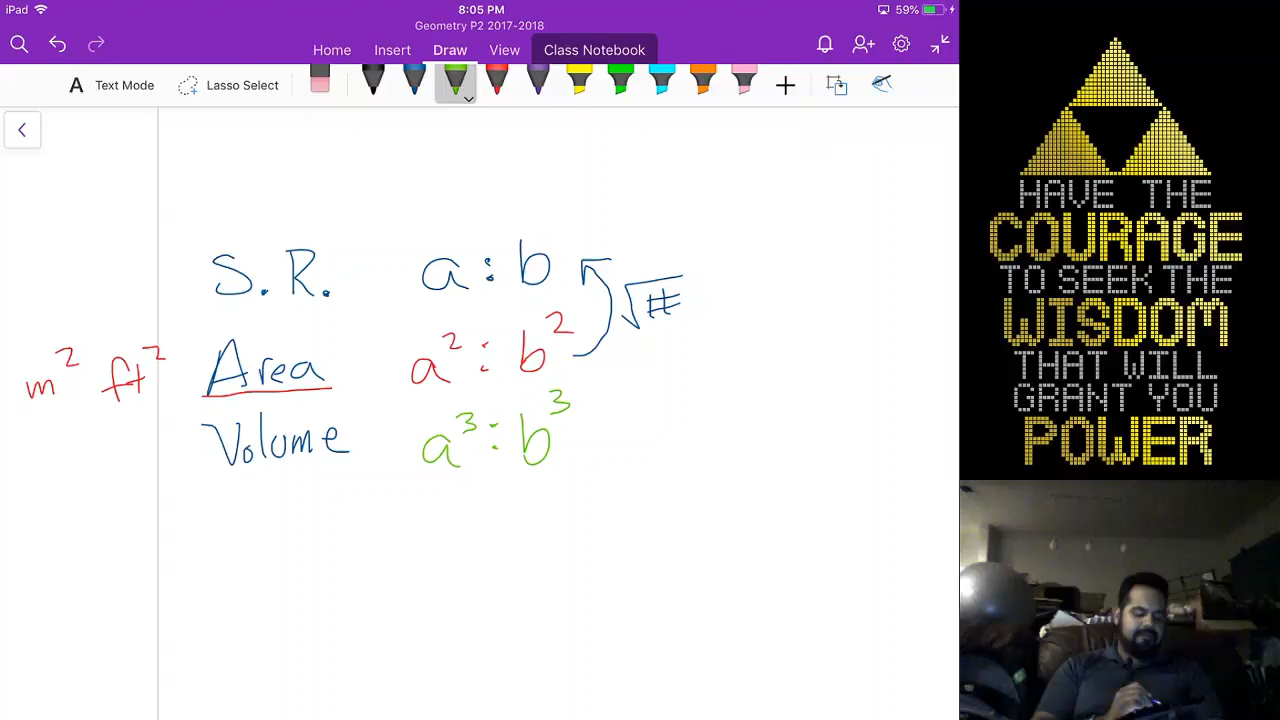 iPad 8:05 PM 59%
Geometry P2 2017-2018
Home Insert Draw View Class Notebook
A Text Mode Lasso Select
S.R. a : b
√#
m² ft² Area a² : b²
Volume a³ : b³
HAVE THE
COURAGE
TO SEEK THE
WISDOM
THAT WILL
GRANT YOU
POWER